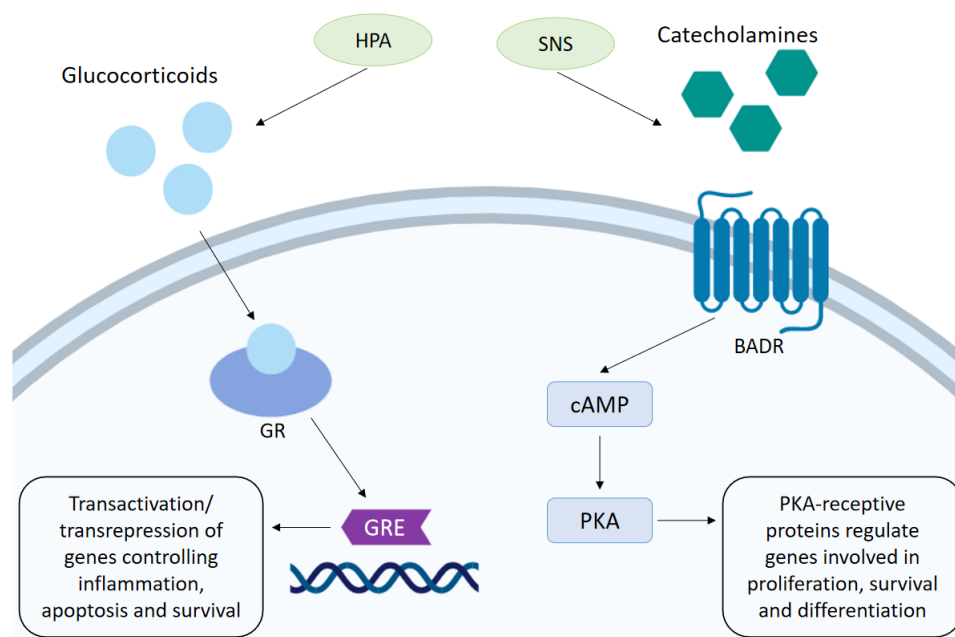 HPA
SNS
Catecholamines
Glucocorticoids
BADR
GR
cAMP
PKA
GRE
Transactivation/
transrepression of
genes controlling
inflammation,
apoptosis and survival
PKA-receptive
proteins regulate
genes involved in
proliferation, survival
and differentiation